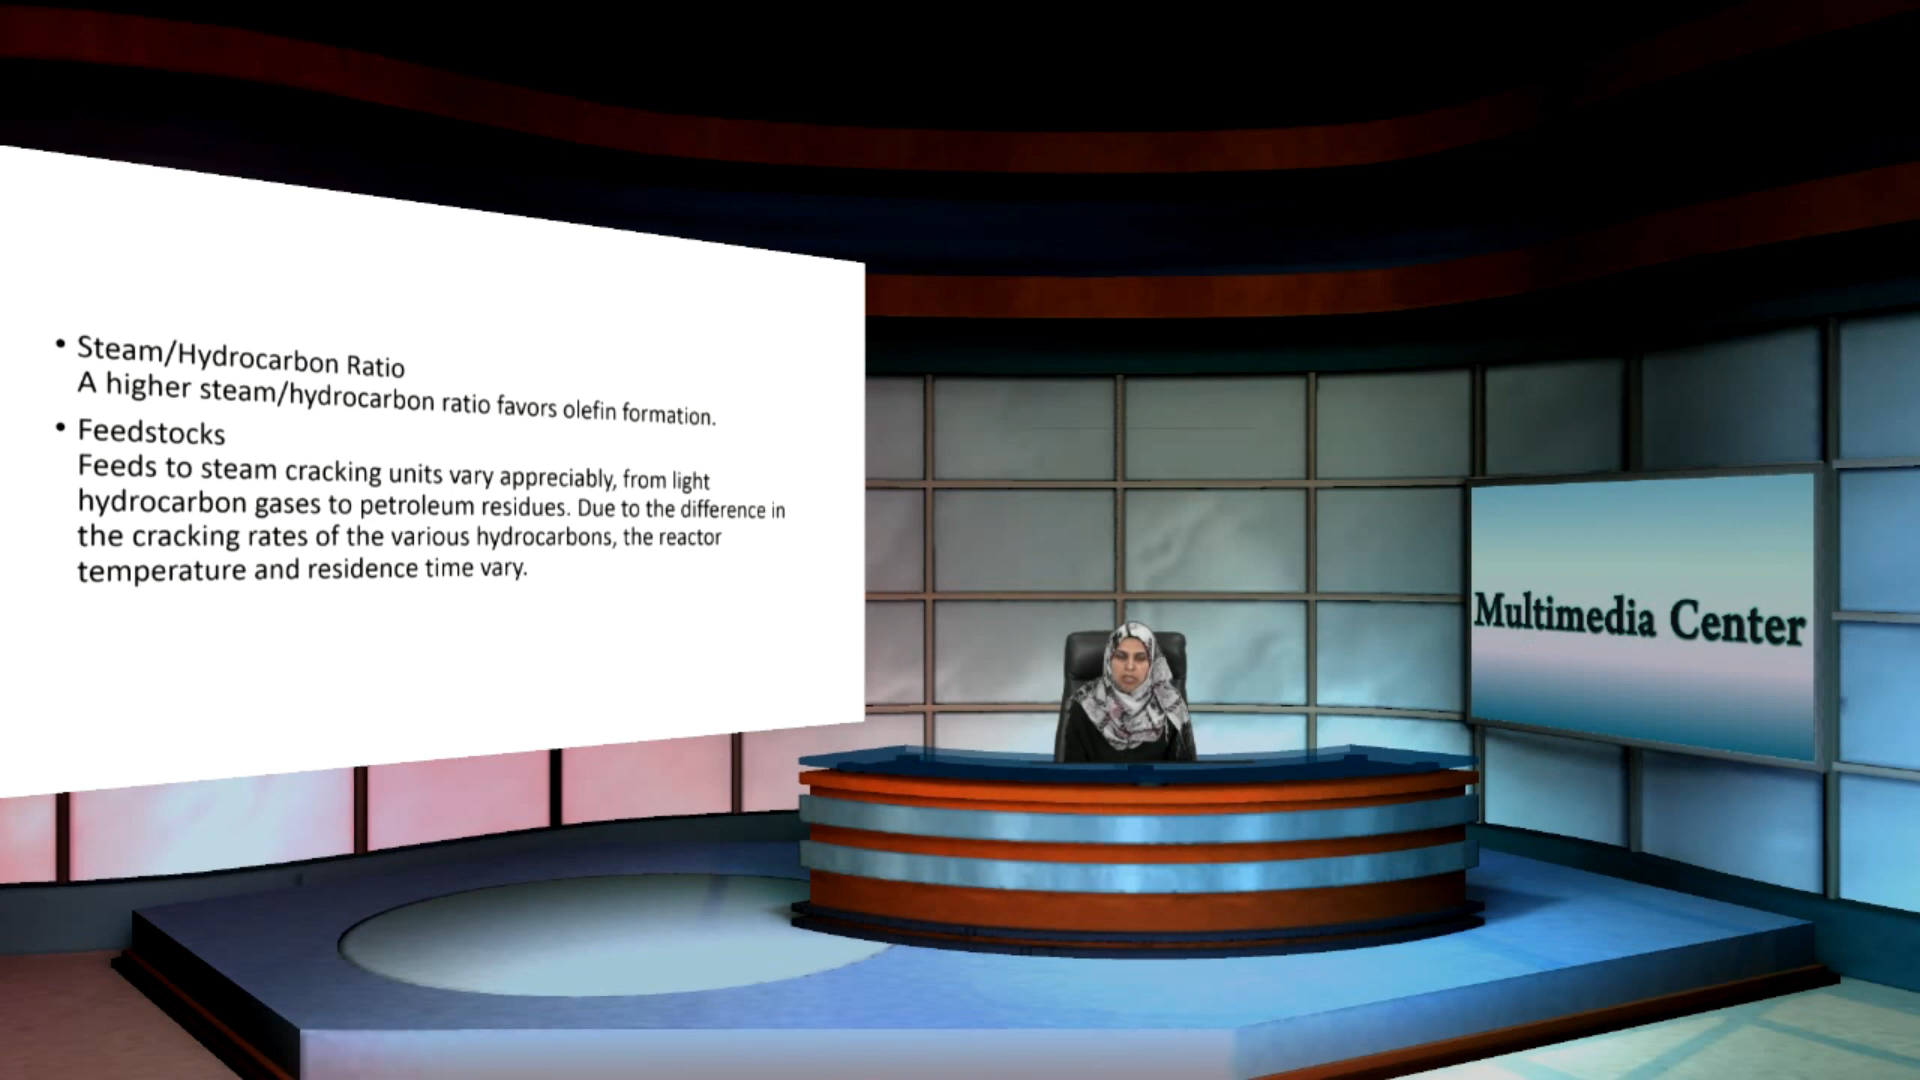 • Steam/Hydrocarbon Ratio
A higher steam/hydrocarbon ratio favors olefin formation.
• Feedstocks
Feeds to steam cracking units vary appreciably, from light
hydrocarbon gases to petroleum residues. Due to the difference in
the cracking rates of the various hydrocarbons, the reactor
temperature and residence time vary.
Multimedia Center